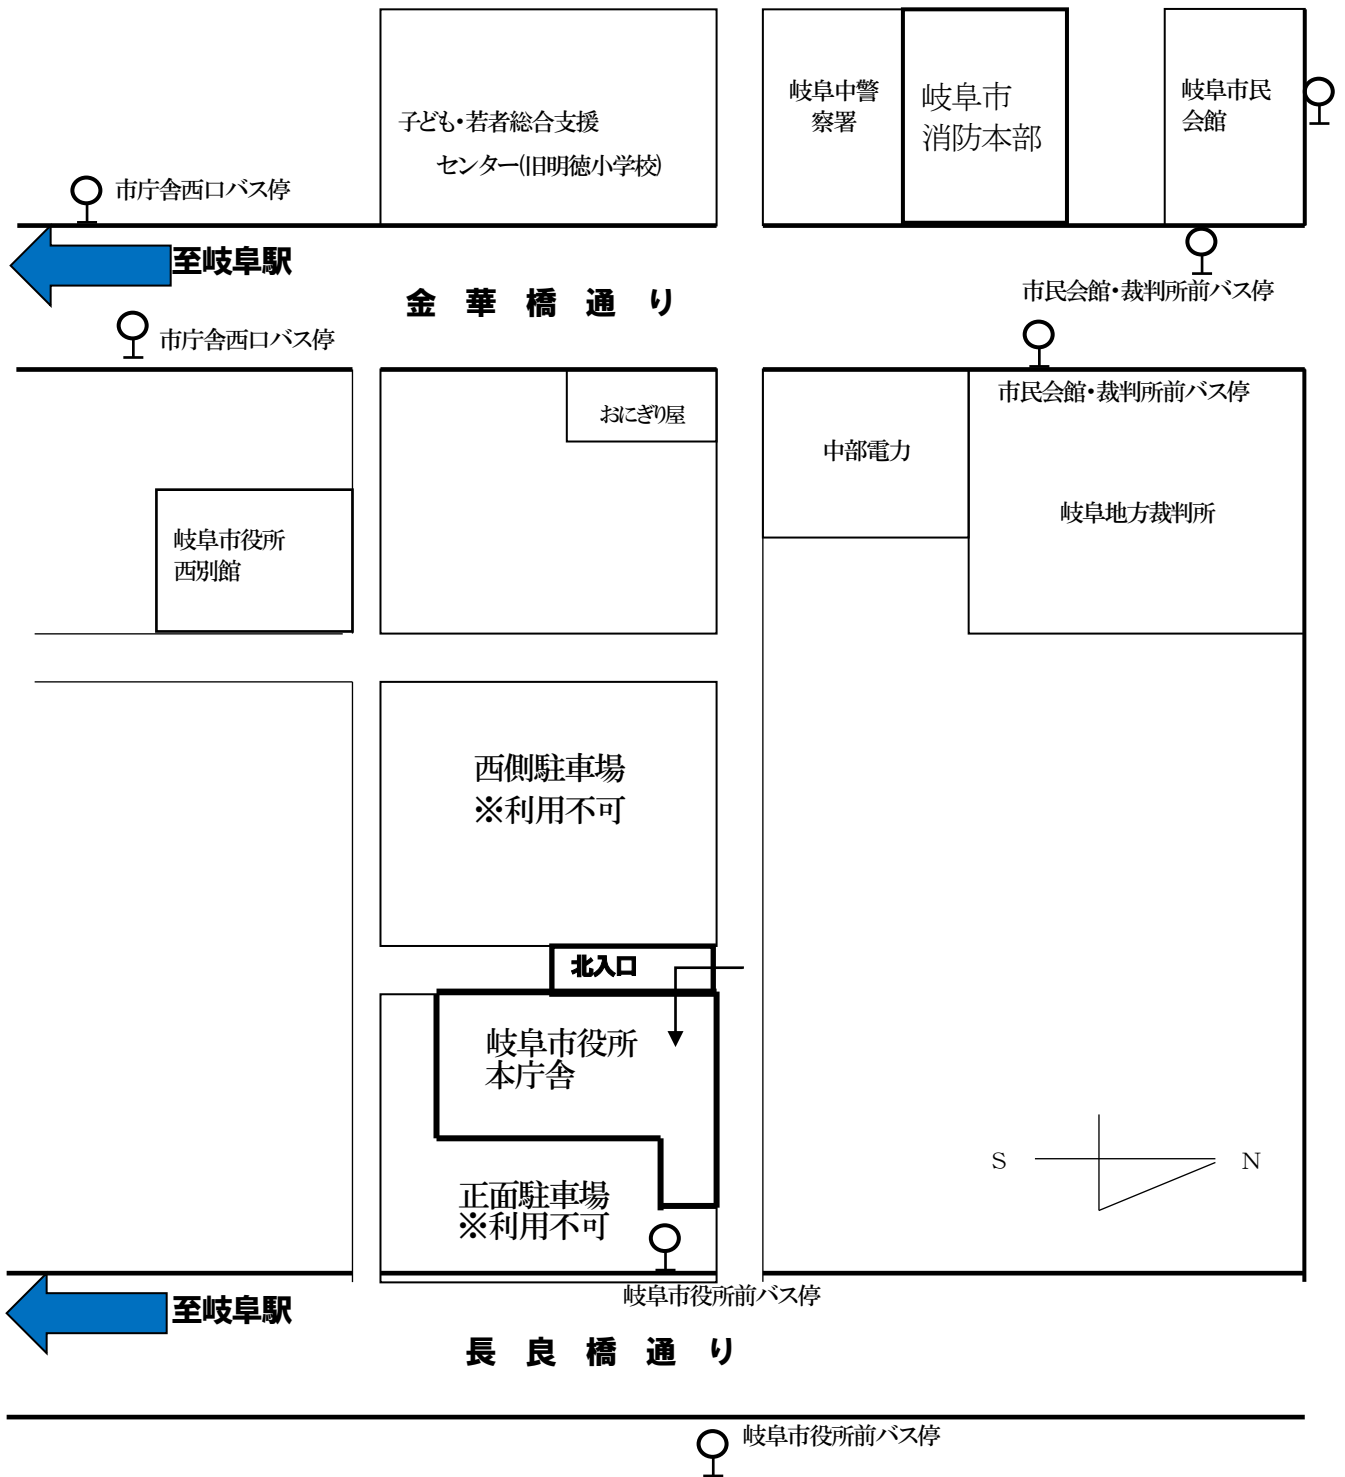 岐阜中警
察署
岐阜市
消防本部
岐阜市民
会館
子ども・若者総合支援
センター(旧明徳小学校)
市庁舎西口バス停
至岐阜駅
金華橋通り
市民会館・裁判所前バス停
市庁舎西口バス停
市民会館・裁判所前バス停
おにぎり屋
中部電力
岐阜地方裁判所
岐阜市役所
西別館
西側駐車場
※利用不可
北入口
岐阜市役所
本庁舎
S
N
正面駐車場
※利用不可
岐阜市役所前バス停
至岐阜駅
長良橋通り
岐阜市役所前バス停